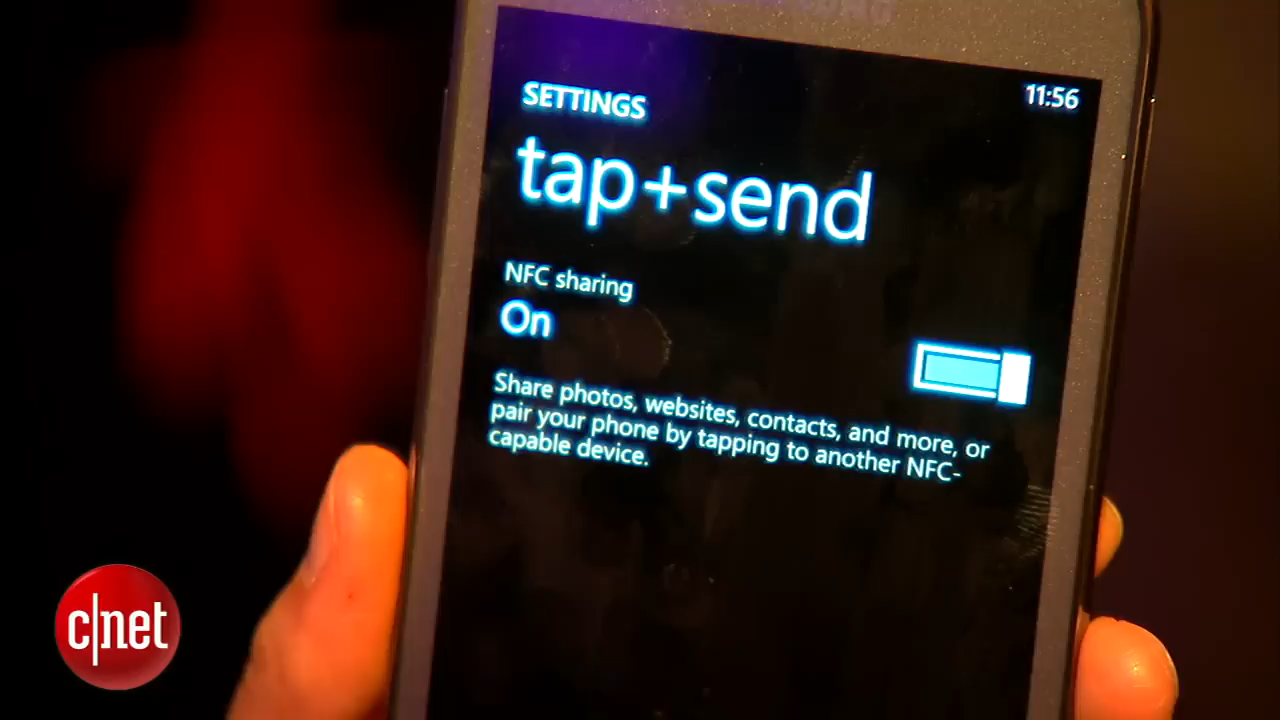 SETTINGS
11:56
tap+send
NFC sharing
On
Share photos, websites, contacts, and more, or
pair your phone by tapping to another NFC-
capable device.
c|net